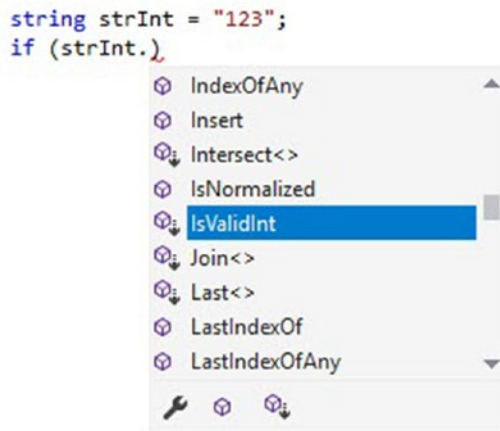 string strInt = "123";
if (strInt.)
IndexOfAny
Insert
Intersect<>
IsNormalized
IsValidInt
Join<>
Last<>
LastIndexOf
LastIndexOfAny